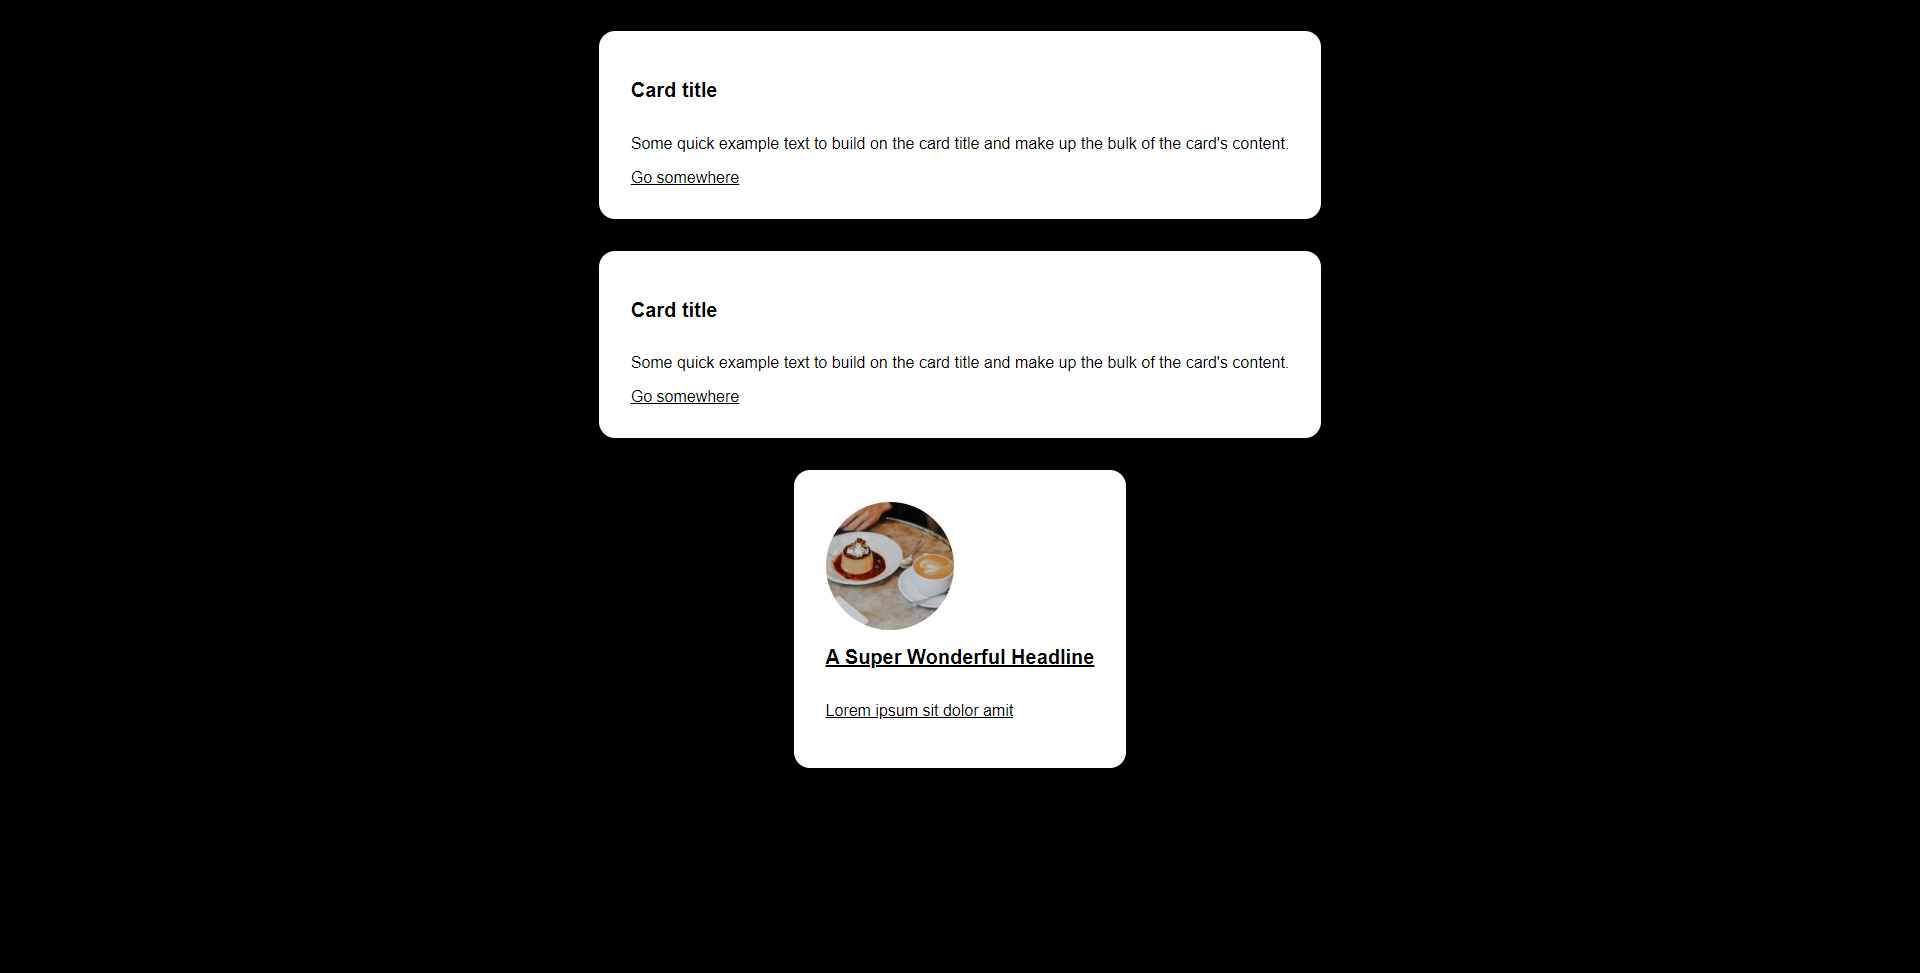 Card title
Some quick example text to build on the card title and make up the bulk of the card's content.
Go somewhere
Card title
Some quick example text to build on the card title and make up the bulk of the card's content.
Go somewhere
A Super Wonderful Headline
Lorem ipsum sit dolor amit